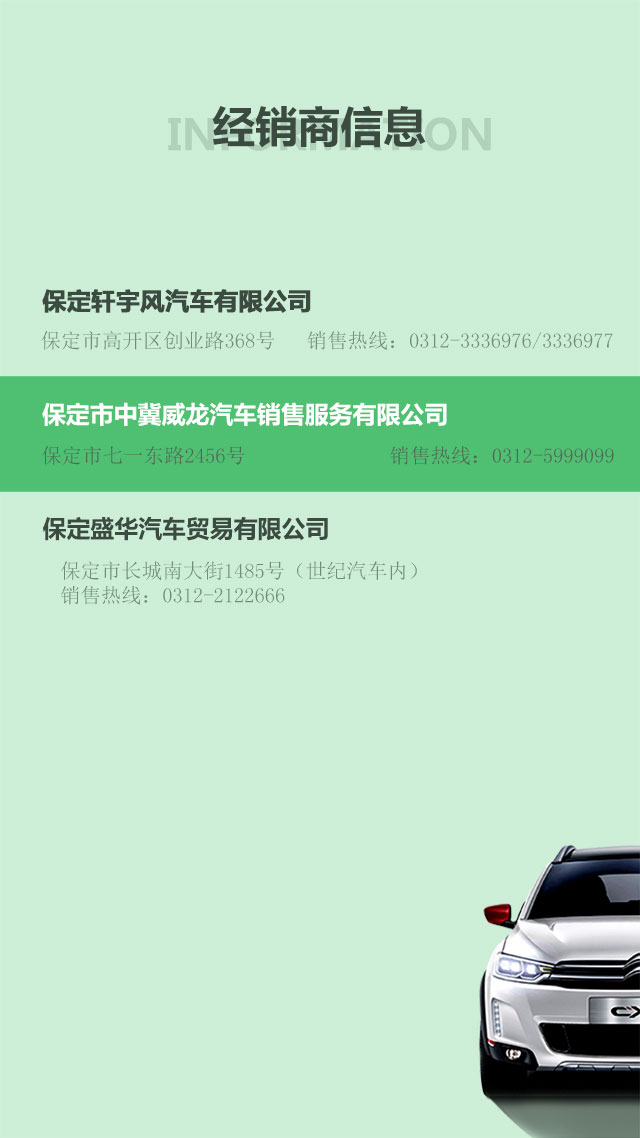 经销商信息
INFORMATION
保定轩宇风汽车有限公司
保定市高开区创业路368号 销售热线：0312-3336976/3336977
保定市中冀威龙汽车销售服务有限公司
保定市七一东路2456号 销售热线：0312-5999099
保定盛华汽车贸易有限公司
保定市长城南大街1485号（世纪汽车内）
销售热线：0312-2122666